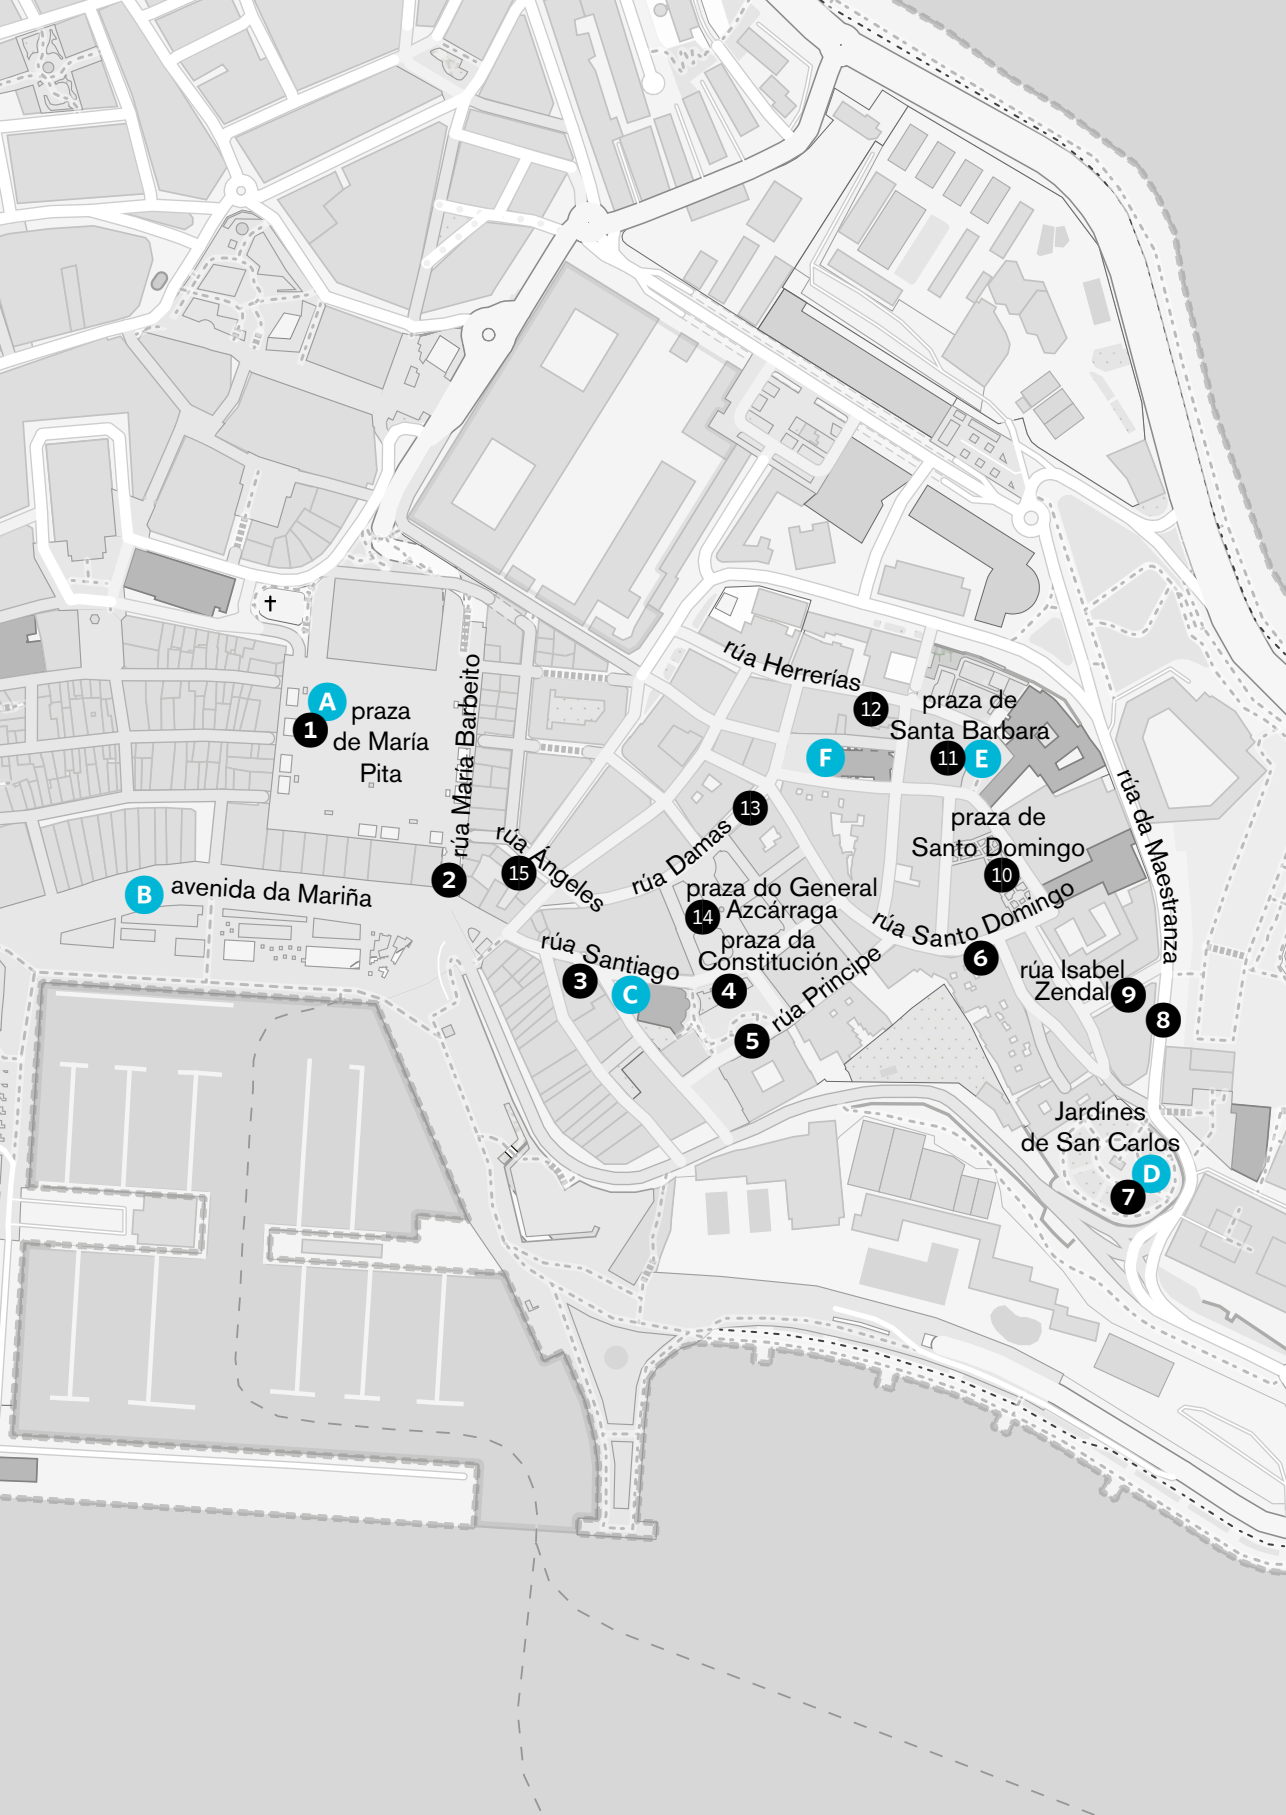 rúa Herrerías
12
praza de
Santa Barbara
11
E
F
A
1
praza
de María
Pita
rúa María Barbeito
rúa da Maestranza
13
rúa Damas
praza de
Santo Domingo
10
rúa Ángeles
15
2
B
avenida da Mariña
praza do General
Azcárraga
14
rúa Santo Domingo
6
praza da
Constitución
4
rúa Santiago
3
C
rúa Príncipe
5
rúa Isabel
Zendal
9
8
Jardines
de San Carlos
D
7